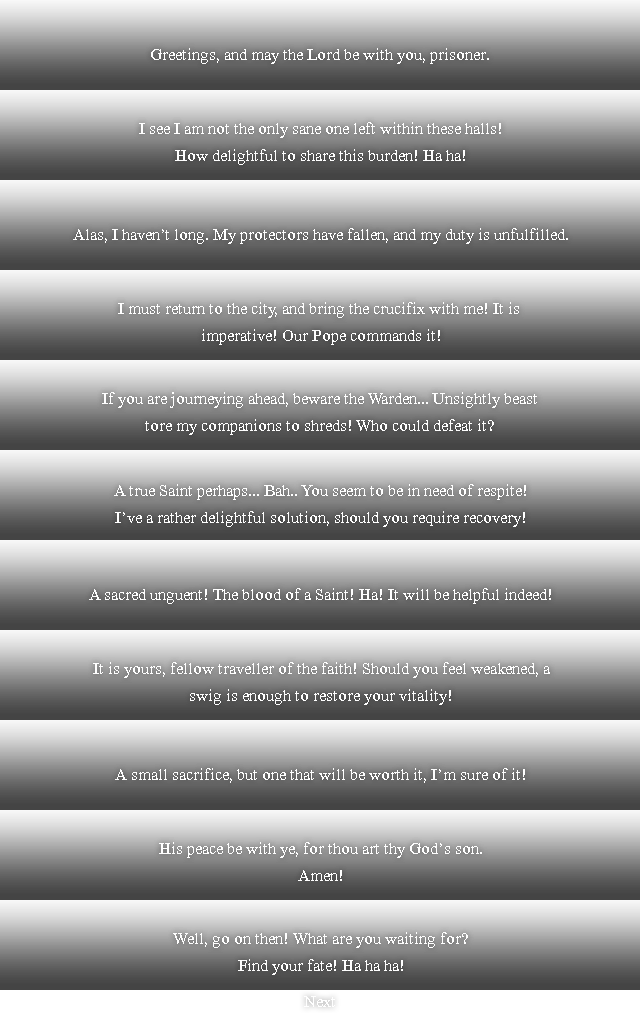 Greetings, and may the Lord be with you, prisoner.
I see I am not the only sane one left within these halls!
How delightful to share this burden! Ha ha!
Alas, I haven't long. My protectors have fallen, and my duty is unfulfilled.
I must return to the city, and bring the crucifix with me! It is
imperative! Our Pope commands it!
If you are journeying ahead, beware the Warden... Unsightly beast
tore my companions to shreds! Who could defeat it?
A true Saint perhaps... Bah.. You seem to be in need of respite!
I've a rather delightful solution, should you require recovery!
A sacred unguent! The blood of a Saint! Ha! It will be helpful indeed!
It is yours, fellow traveller of the faith! Should you feel weakened, a
swig is enough to restore your vitality!
A small sacrifice, but one that will be worth it, I'm sure of it!
His peace be with ye, for thou art thy God's son.
Amen!
Well, go on then! What are you waiting for?
Find your fate! Ha ha ha!
Next